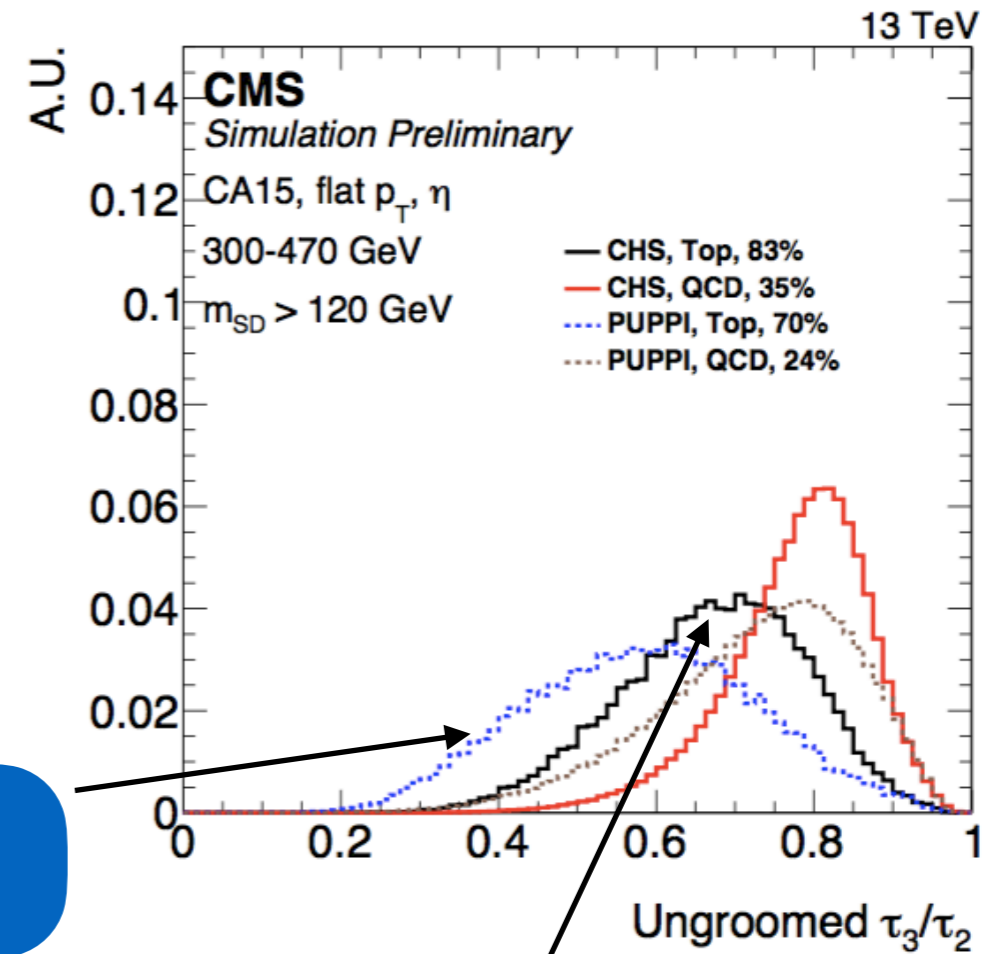 13 TeV
A.U.
CMS
Simulation Preliminary
CA15, flat p_T, η
300-470 GeV
m_SD > 120 GeV
CHS, Top, 83%
CHS, QCD, 35%
PUPPI, Top, 70%
PUPPI, QCD, 24%
0.14
0.12
0.1
0.08
0.06
0.04
0.02
0
0 0.2 0.4 0.6 0.8 1
Ungroomed τ_3/τ_2